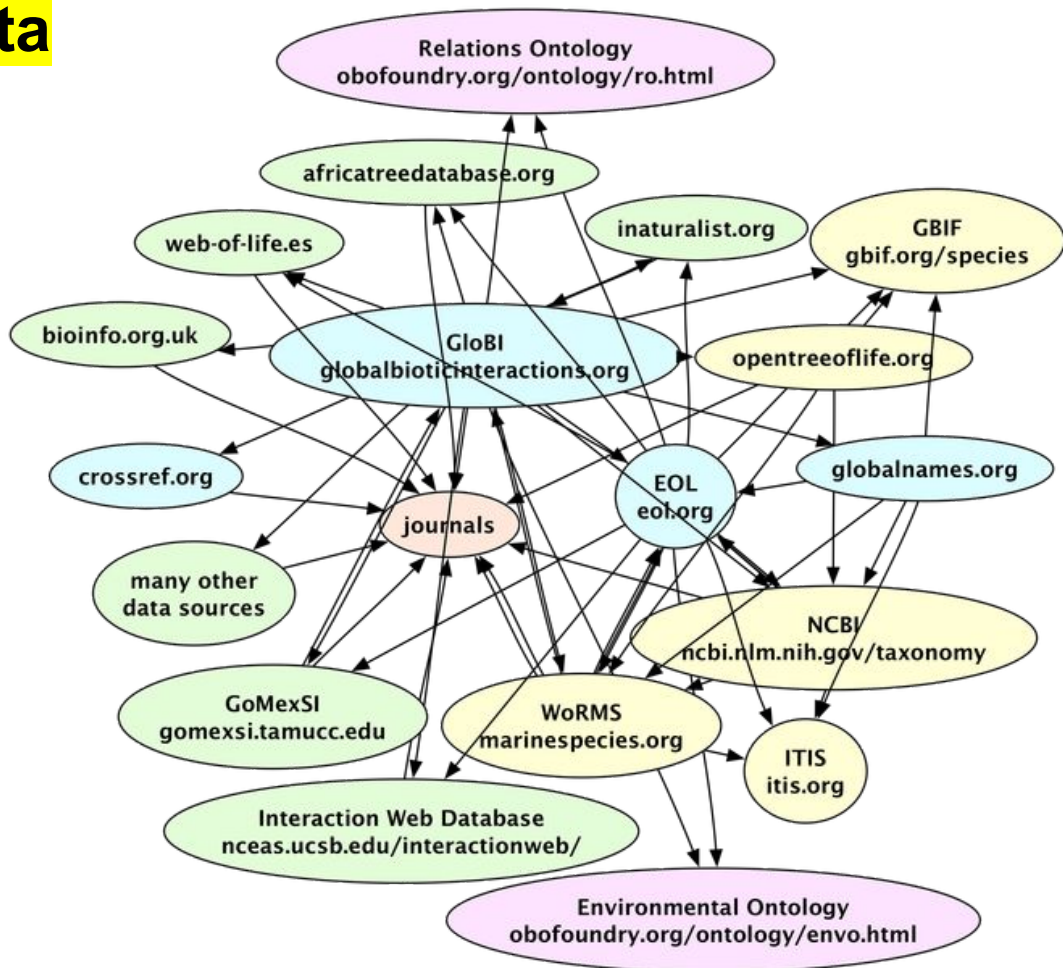 ta
Relations Ontology
obofoundry.org/ontology/ro.html
africatreedatabase.org
inaturalist.org
GBIF
gbif.org/species
web-of-life.es
bioinfo.org.uk
GloBI
globalbioticinteractions.org
opentreeoflife.org
crossref.org
EOL
eol.org
globalnames.org
journals
many other
data sources
NCBI
ncbi.nlm.nih.gov/taxonomy
GoMexSI
gomexsi.tamucc.edu
WoRMS
marinespecies.org
ITIS
itis.org
Interaction Web Database
nceas.ucsb.edu/interactionweb/
Environmental Ontology
obofoundry.org/ontology/envo.html